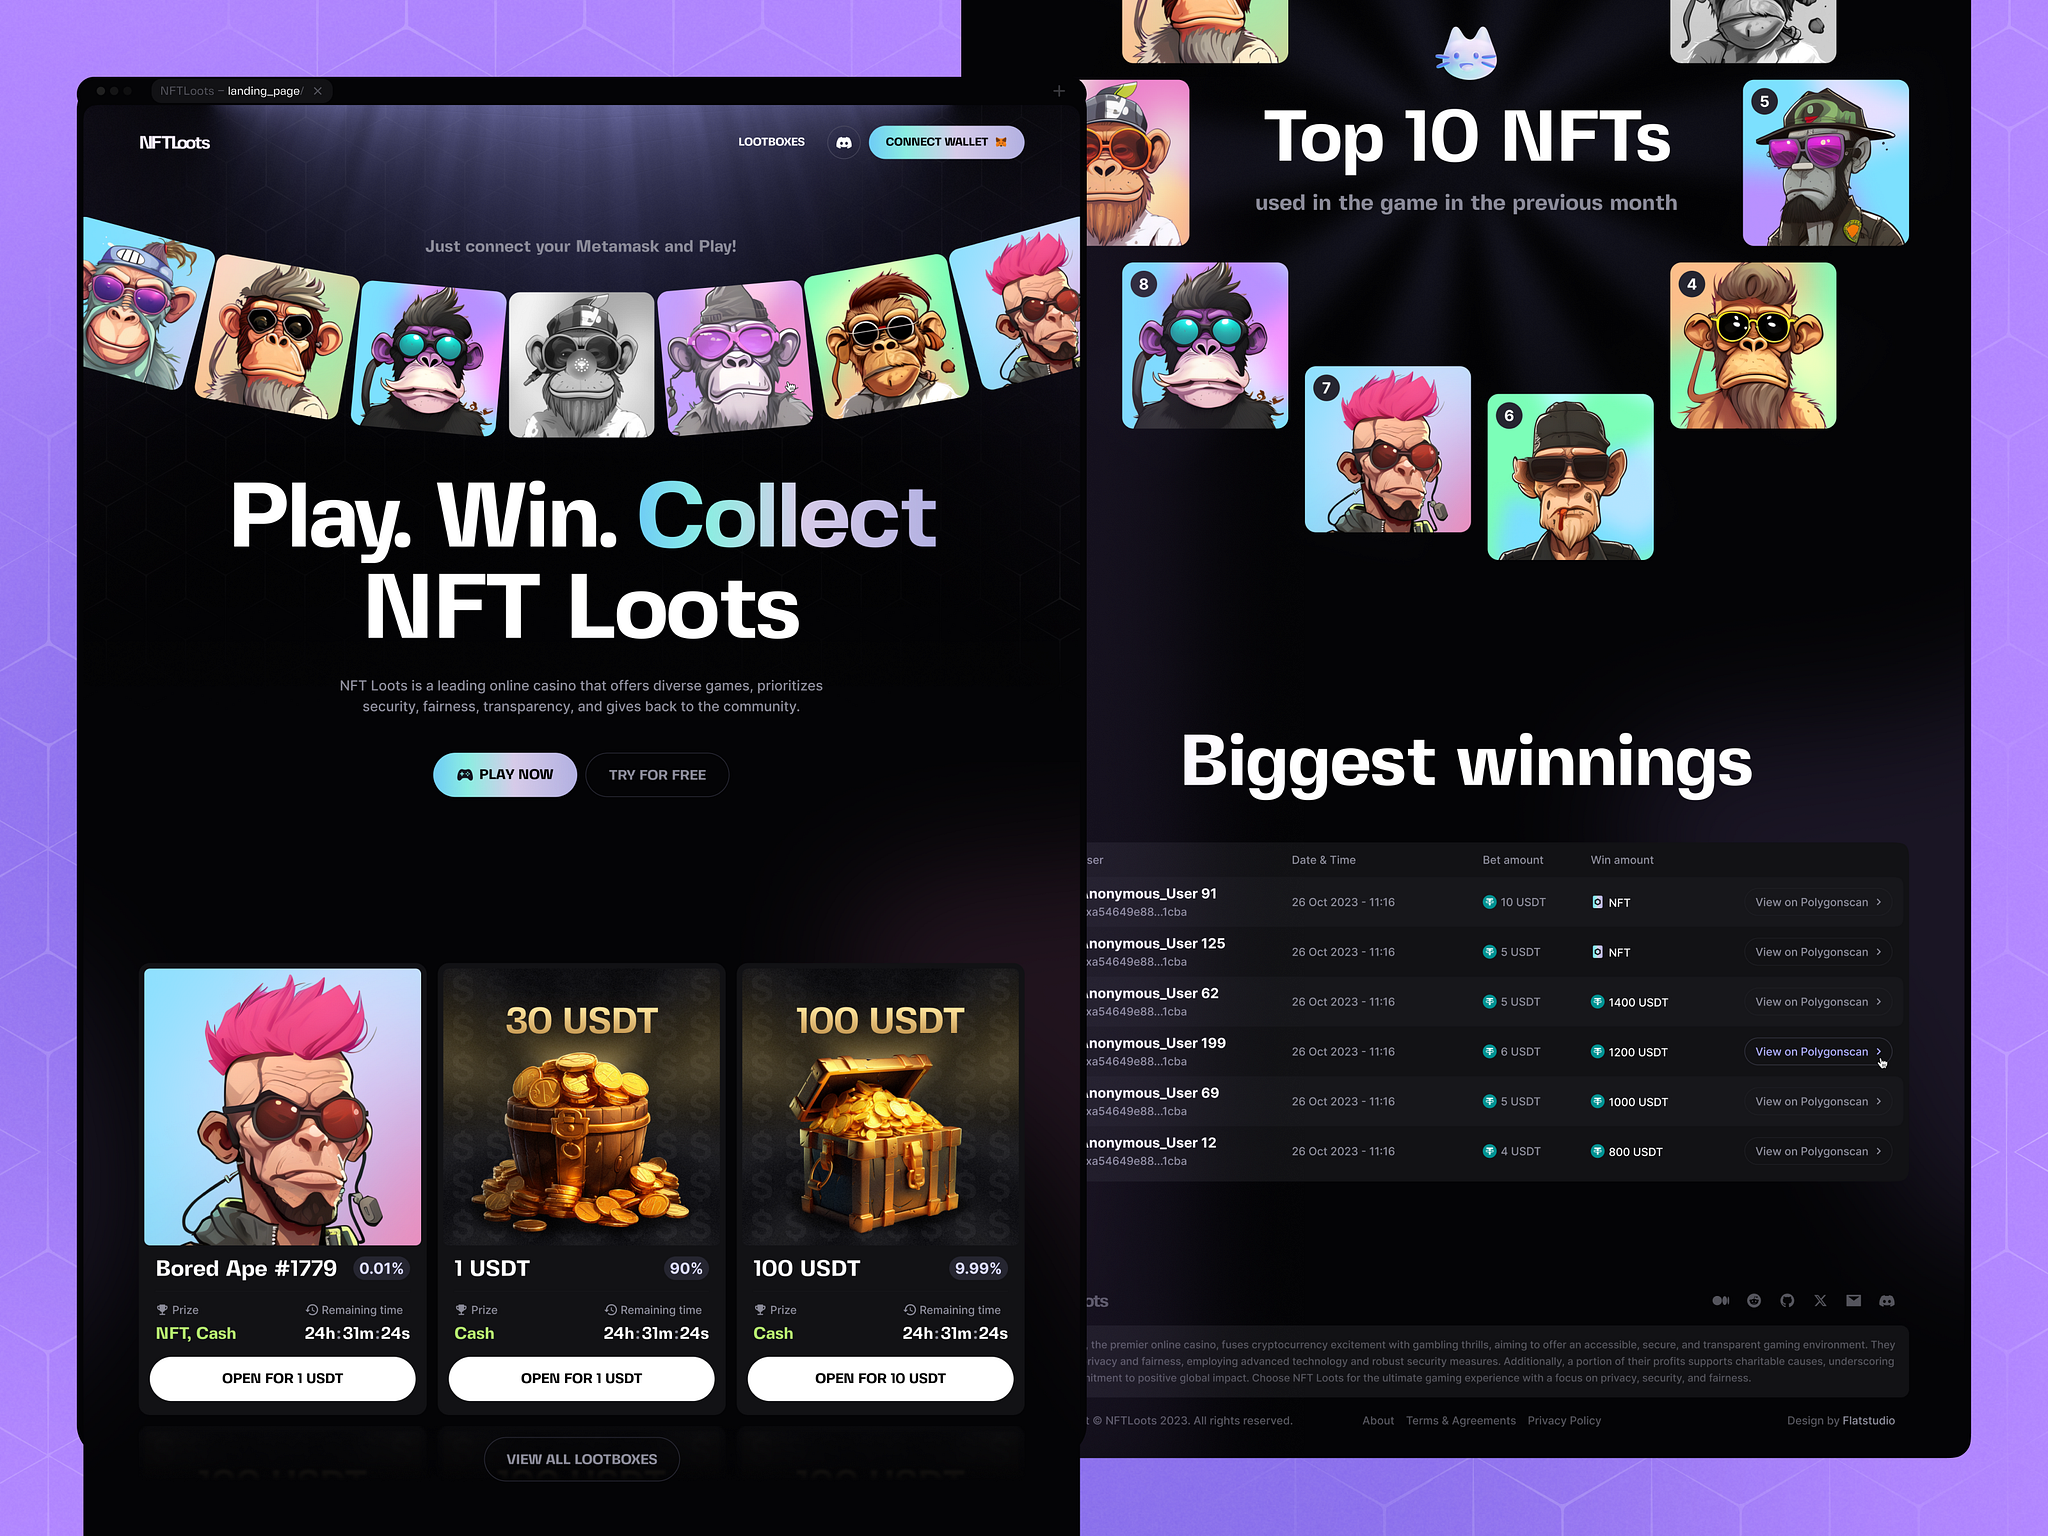 NFTLoots – landing_page/
NFTLoots
LOOTBOXES
CONNECT WALLET
Just connect your Metamask and Play!
Play. Win. Collect
NFT Loots
NFT Loots is a leading online casino that offers diverse games, prioritizes
security, fairness, transparency, and gives back to the community.
PLAY NOW
TRY FOR FREE
30 USDT
100 USDT
Bored Ape #1779
0.01%
Prize
Remaining time
NFT, Cash
24h:31m:24s
OPEN FOR 1 USDT
1 USDT
90%
Prize
Remaining time
Cash
24h:31m:24s
OPEN FOR 1 USDT
100 USDT
9.99%
Prize
Remaining time
Cash
24h:31m:24s
OPEN FOR 10 USDT
VIEW ALL LOOTBOXES
Top 10 NFTs
used in the game in the previous month
5
8
4
7
6
Biggest winnings
ser
Date & Time
Bet amount
Win amount
nonymous_User 91
xa54649e88...1cba
26 Oct 2023 - 11:16
10 USDT
NFT
View on Polygonscan
nonymous_User 125
xa54649e88...1cba
26 Oct 2023 - 11:16
5 USDT
NFT
View on Polygonscan
nonymous_User 62
xa54649e88...1cba
26 Oct 2023 - 11:16
5 USDT
1400 USDT
View on Polygonscan
nonymous_User 199
xa54649e88...1cba
26 Oct 2023 - 11:16
6 USDT
1200 USDT
View on Polygonscan
nonymous_User 69
xa54649e88...1cba
26 Oct 2023 - 11:16
5 USDT
1000 USDT
View on Polygonscan
nonymous_User 12
xa54649e88...1cba
26 Oct 2023 - 11:16
4 USDT
800 USDT
View on Polygonscan
ots
, the premier online casino, fuses cryptocurrency excitement with gambling thrills, aiming to offer an accessible, secure, and transparent gaming environment. They
rivacy and fairness, employing advanced technology and robust security measures. Additionally, a portion of their profits supports charitable causes, underscoring
nitment to positive global impact. Choose NFT Loots for the ultimate gaming experience with a focus on privacy, security, and fairness.
t © NFTLoots 2023. All rights reserved.
About
Terms & Agreements
Privacy Policy
Design by Flatstudio